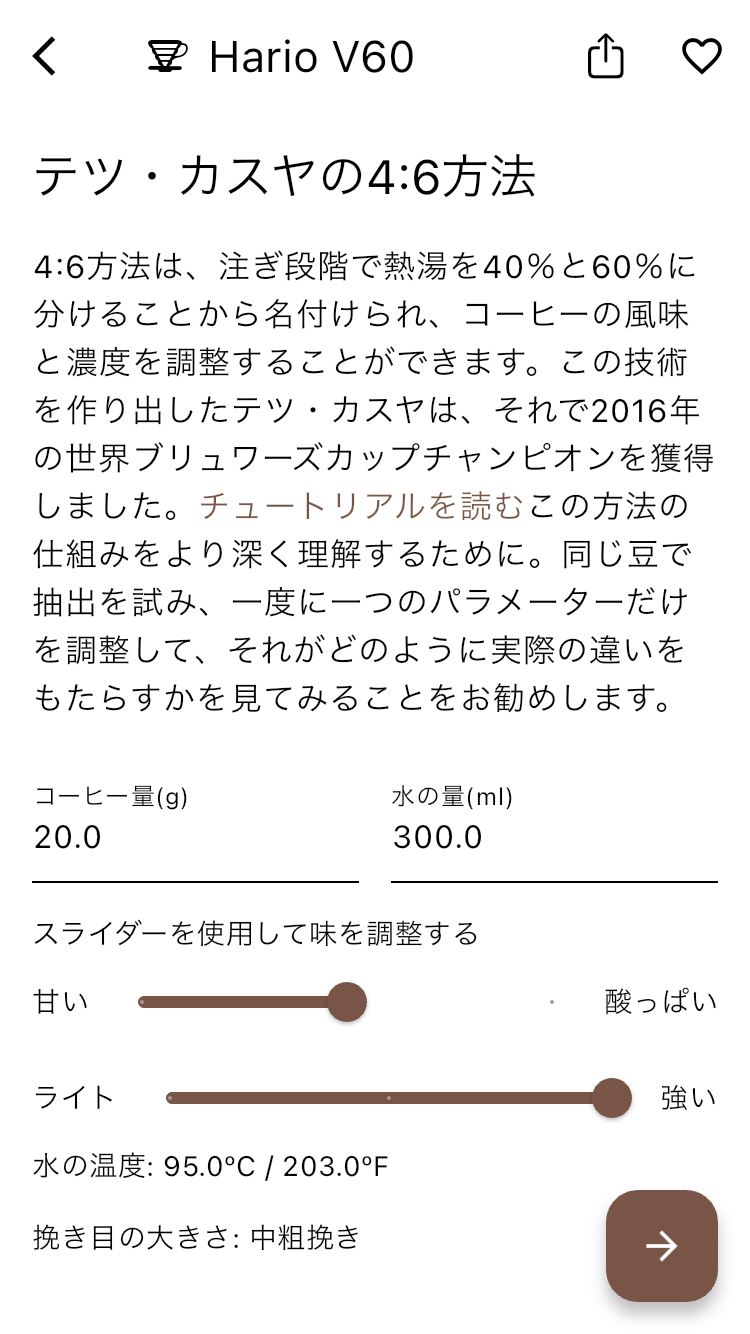 Hario V60
テツ・カスヤの4:6方法
4:6方法は、注ぎ段階で熱湯を40%と60%に
分けることから名付けられ、コーヒーの風味
と濃度を調整することができます。この技術
を作り出したテツ・カスヤは、それで2016年
の世界ブリュワーズカップチャンピオンを獲得
しました。チュートリアルを読むこの方法の
仕組みをより深く理解するために。同じ豆で
抽出を試み、一度に一つのパラメーターだけ
を調整して、それがどのように実際の違いを
もたらすかを見てみることをお勧めします。
コーヒー量(g)
水の量(ml)
20.0
300.0
スライダーを使用して味を調整する
甘い
酸っぱい
ライト
強い
水の温度: 95.0ºC / 203.0ºF
挽き目の大きさ: 中粗挽き